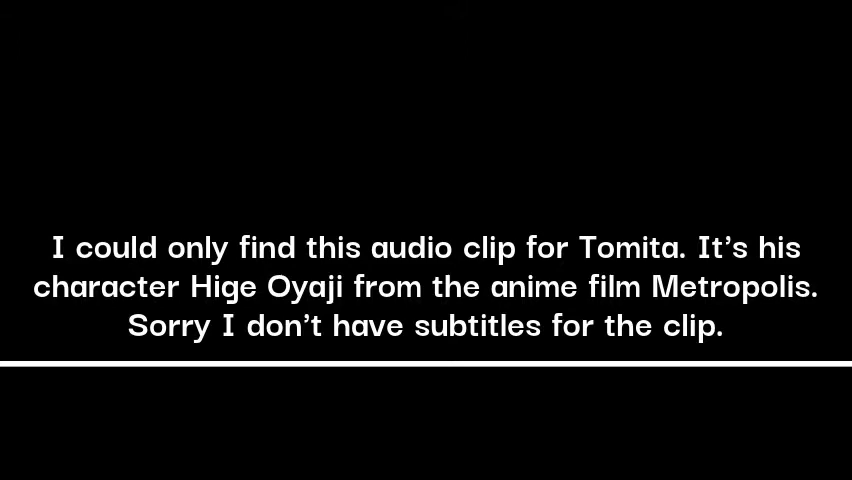 I could only find this audio clip for Tomita. It’s his
character Hige Oyaji from the anime film Metropolis.
Sorry I don’t have subtitles for the clip.